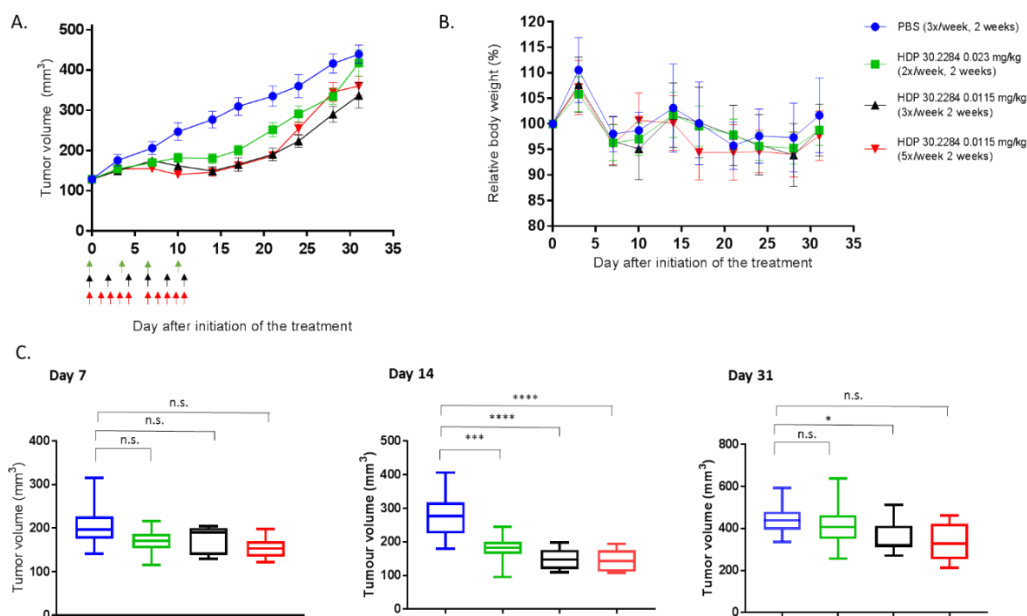 A.
Tumor volume (mm3)
500
400
300
200
100
0
0 5 10 15 20 25 30 35
Day after initiation of the treatment
B.
Relative body weight (%)
120
115
110
105
100
95
90
85
80
0 5 10 15 20 25 30 35
Day after initiation of the treatment
PBS (3x/week, 2 weeks)
HDP 30.2284 0.023 mg/kg
(2x/week, 2 weeks)
HDP 30.2284 0.0115 mg/kg
(3x/week 2 weeks)
HDP 30.2284 0.0115 mg/kg
(5x/week 2 weeks)
C.
Day 7
n.s.
n.s.
n.s.
Tumor volume (mm3)
400
300
200
100
0
Day 14
****
****
***
Tumour volume (mm3)
500
400
300
200
100
0
Day 31
n.s.
*
n.s.
Tumor volume (mm3)
800
600
400
200
0